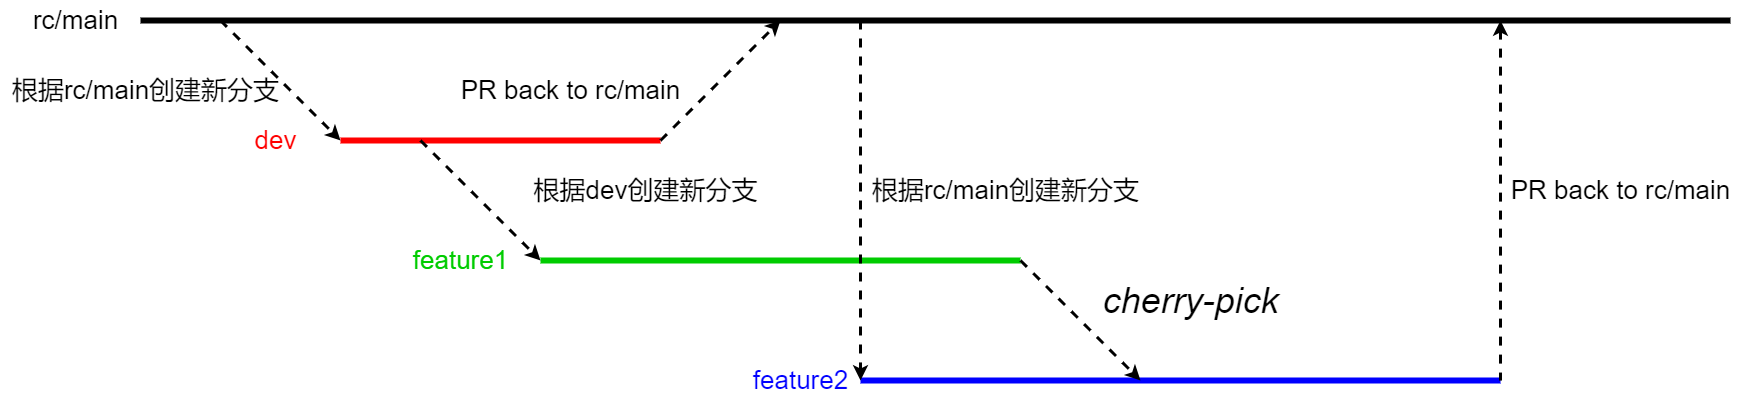 rc/main
根据rc/main创建新分支
PR back to rc/main
dev
根据dev创建新分支
根据rc/main创建新分支
PR back to rc/main
feature1
cherry-pick
feature2